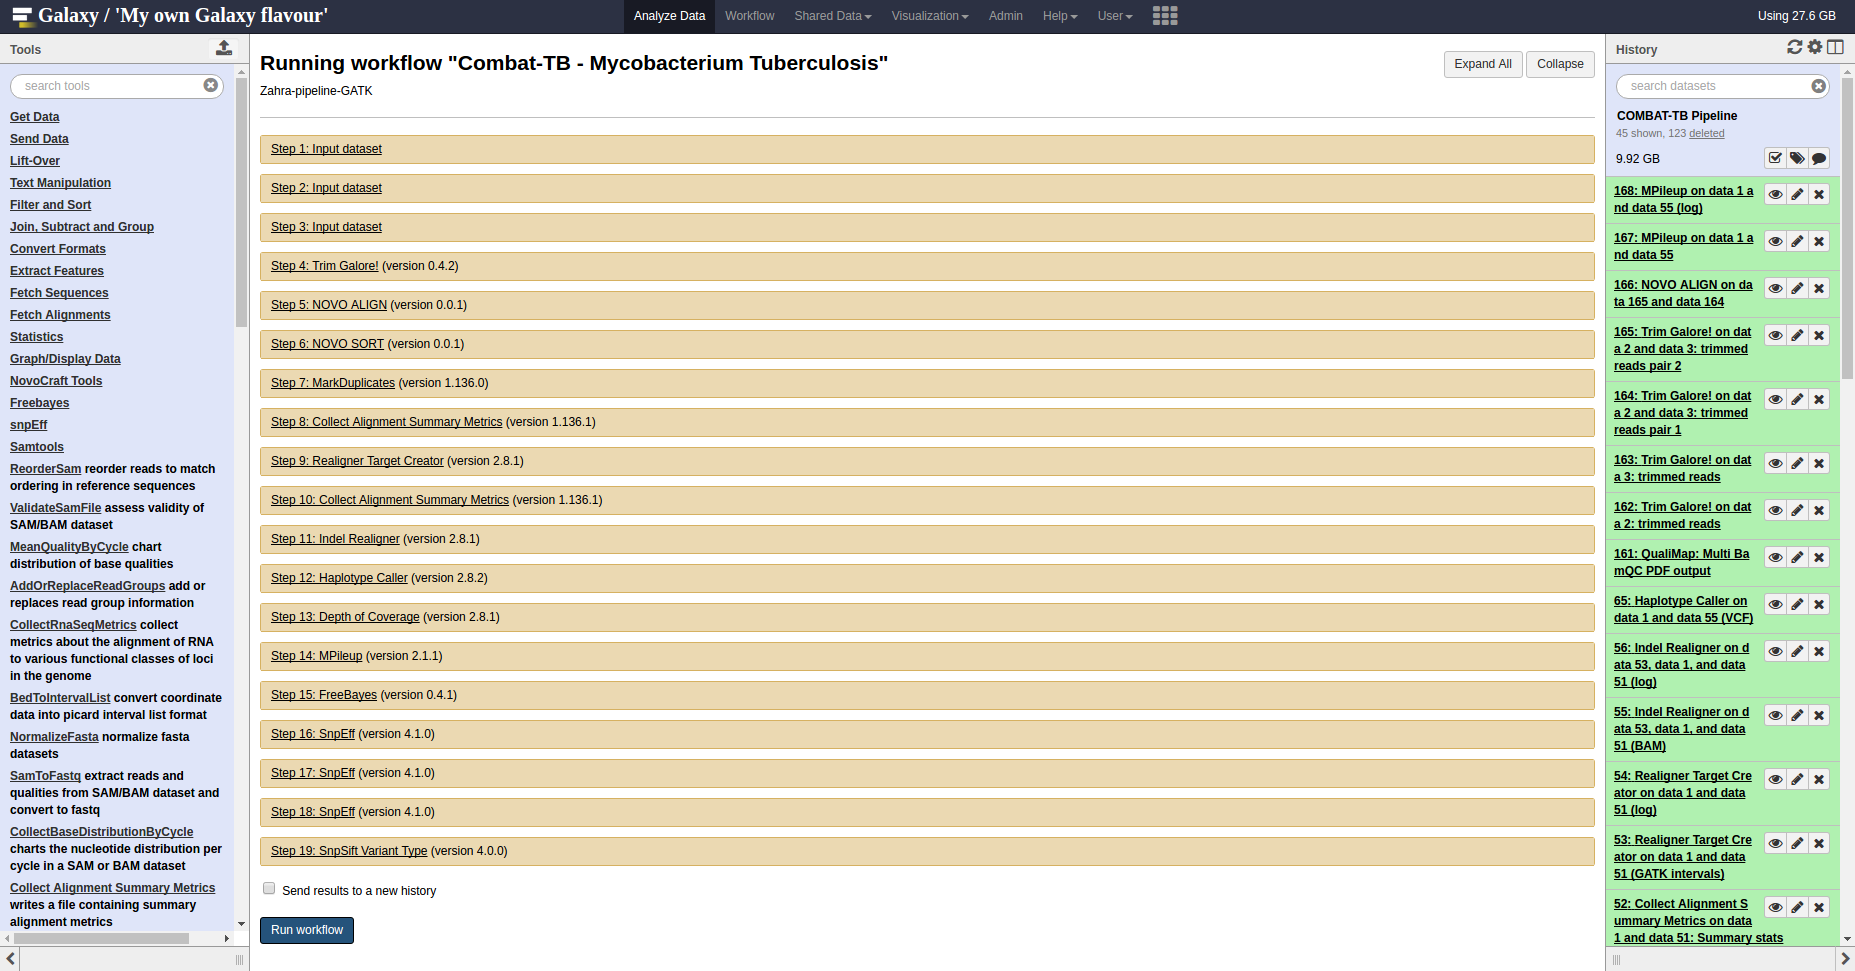 Galaxy / 'My own Galaxy flavour'
Analyze Data Workflow Shared Data Visualization Admin Help User
Using 27.6 GB
Tools
search tools
Get Data
Send Data
Lift-Over
Text Manipulation
Filter and Sort
Join, Subtract and Group
Convert Formats
Extract Features
Fetch Sequences
Fetch Alignments
Statistics
Graph/Display Data
NovoCraft Tools
Freebayes
snpEff
Samtools
ReorderSam reorder reads to match
ordering in reference sequences
ValidateSamFile assess validity of
SAM/BAM dataset
MeanQualityByCycle chart
distribution of base qualities
AddOrReplaceReadGroups add or
replaces read group information
CollectRnaSeqMetrics collect
metrics about the alignment of RNA
to various functional classes of loci
in the genome
BedToIntervalList convert coordinate
data into picard interval list format
NormalizeFasta normalize fasta
datasets
SamToFastq extract reads and
qualities from SAM/BAM dataset and
convert to fastq
CollectBaseDistributionByCycle
charts the nucleotide distribution per
cycle in a SAM or BAM dataset
Collect Alignment Summary Metrics
writes a file containing summary
alignment metrics
Running workflow "Combat-TB - Mycobacterium Tuberculosis"
Expand All Collapse
Zahra-pipeline-GATK
Step 1: Input dataset
Step 2: Input dataset
Step 3: Input dataset
Step 4: Trim Galore! (version 0.4.2)
Step 5: NOVO ALIGN (version 0.0.1)
Step 6: NOVO SORT (version 0.0.1)
Step 7: MarkDuplicates (version 1.136.0)
Step 8: Collect Alignment Summary Metrics (version 1.136.1)
Step 9: Realigner Target Creator (version 2.8.1)
Step 10: Collect Alignment Summary Metrics (version 1.136.1)
Step 11: Indel Realigner (version 2.8.1)
Step 12: Haplotype Caller (version 2.8.2)
Step 13: Depth of Coverage (version 2.8.1)
Step 14: MPileup (version 2.1.1)
Step 15: FreeBayes (version 0.4.1)
Step 16: SnpEff (version 4.1.0)
Step 17: SnpEff (version 4.1.0)
Step 18: SnpEff (version 4.1.0)
Step 19: SnpSift Variant Type (version 4.0.0)
Send results to a new history
Run workflow
History
search datasets
COMBAT-TB Pipeline
45 shown, 123 deleted
9.92 GB
168: MPileup on data 1 a
nd data 55 (log)
167: MPileup on data 1 a
nd data 55
166: NOVO ALIGN on da
ta 165 and data 164
165: Trim Galore! on dat
a 2 and data 3: trimmed
reads pair 2
164: Trim Galore! on dat
a 2 and data 3: trimmed
reads pair 1
163: Trim Galore! on dat
a 3: trimmed reads
162: Trim Galore! on dat
a 2: trimmed reads
161: QualiMap: Multi Ba
mQC PDF output
65: Haplotype Caller on
data 1 and data 55 (VCF)
56: Indel Realigner on d
ata 53, data 1, and data
51 (log)
55: Indel Realigner on d
ata 53, data 1, and data
51 (BAM)
54: Realigner Target Cre
ator on data 1 and data
51 (log)
53: Realigner Target Cre
ator on data 1 and data
51 (GATK intervals)
52: Collect Alignment S
ummary Metrics on data
1 and data 51: Summary stats